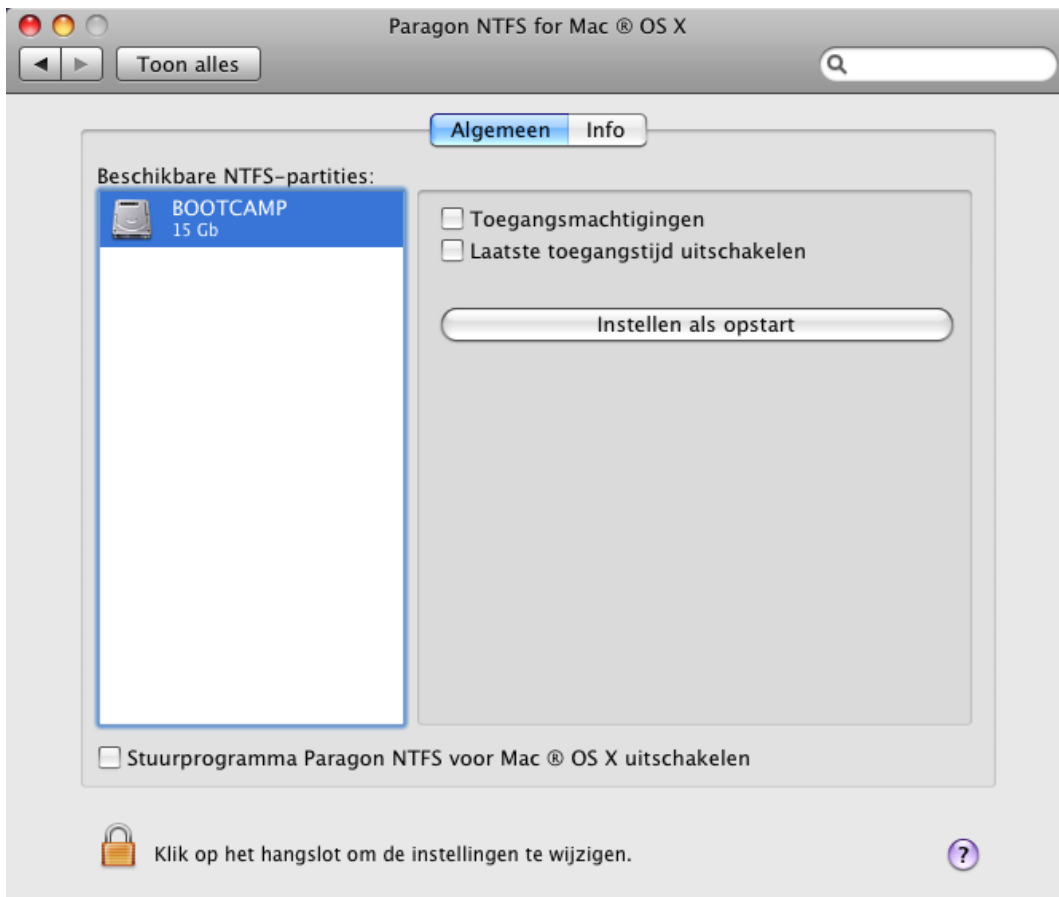 Paragon NTFS for Mac ® OS X
Toon alles
Algemeen Info
Beschikbare NTFS-partities:
BOOTCAMP
15 Gb
Toegangsmachtigingen
Laatste toegangstijd uitschakelen
Instellen als opstart
Stuurprogramma Paragon NTFS voor Mac ® OS X uitschakelen
Klik op het hangslot om de instellingen te wijzigen.
?